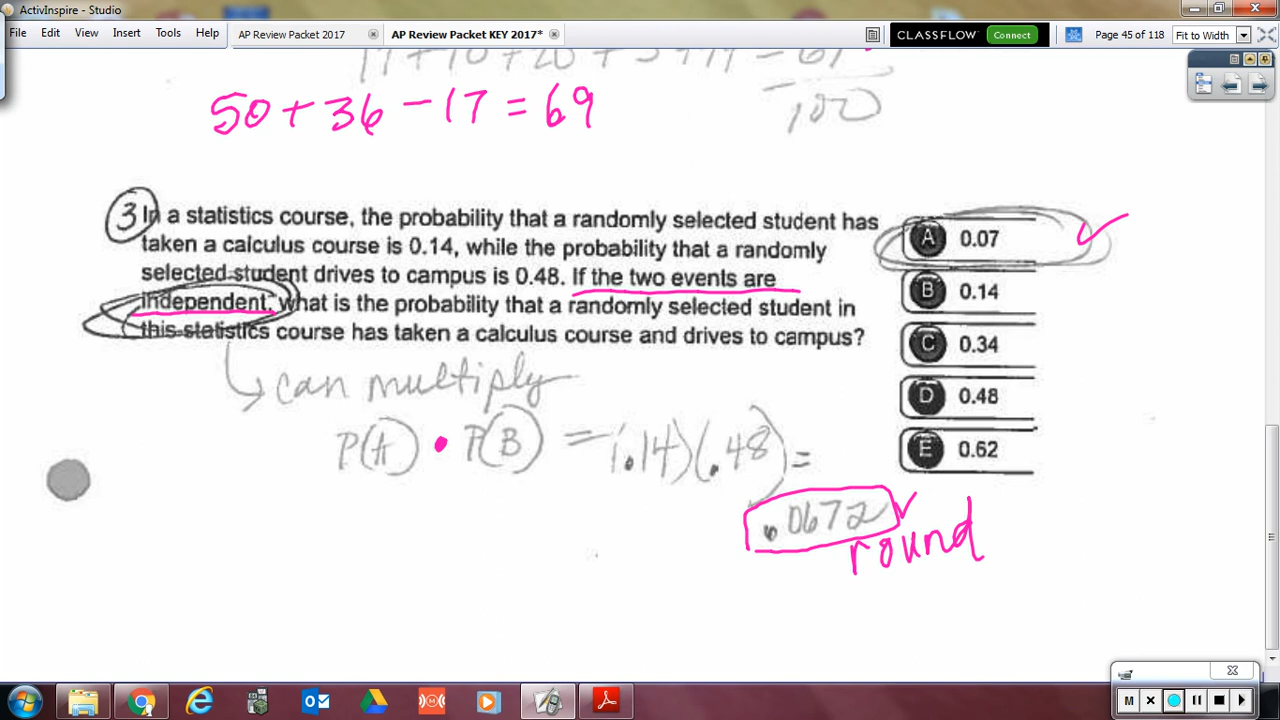 ActivInspire - Studio
File Edit View Insert Tools Help
AP Review Packet 2017
AP Review Packet KEY 2017*
CLASSFLOW Connect
Page 45 of 118
Fit to Width
50 + 36 - 17 = 69
100
3 In a statistics course, the probability that a randomly selected student has
taken a calculus course is 0.14, while the probability that a randomly
selected student drives to campus is 0.48. If the two events are
independent, what is the probability that a randomly selected student in
this statistics course has taken a calculus course and drives to campus?
A 0.07
B 0.14
C 0.34
D 0.48
E 0.62
can multiply
P(A) • P(B) = (.14)(.48) =
.0672
round
M
7:08 PM